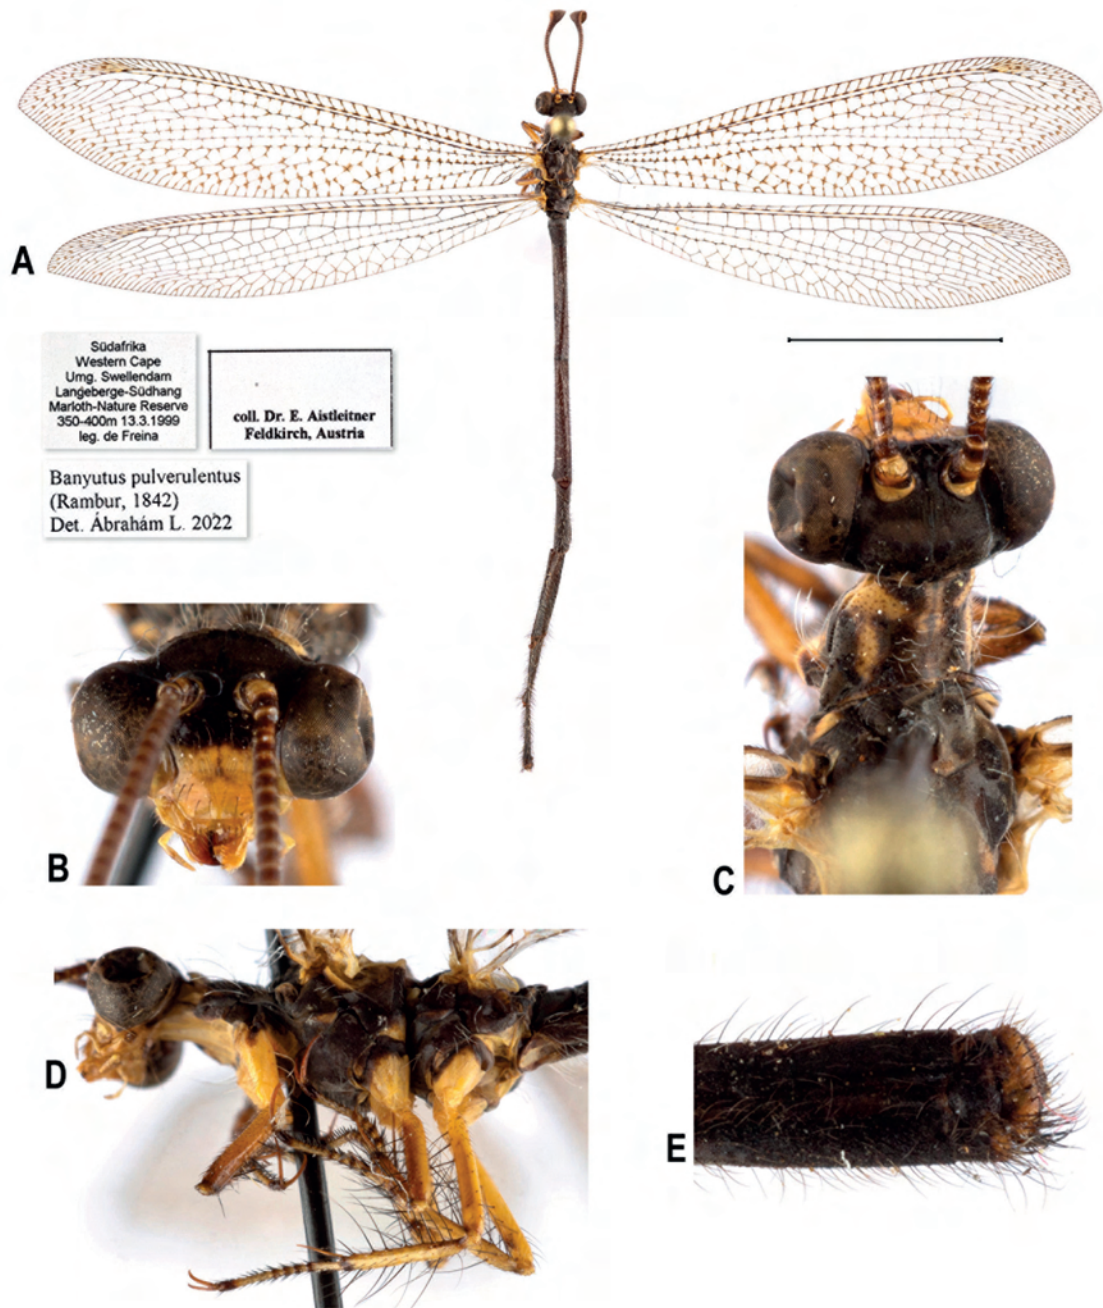 A
Südafrika
Western Cape
Umg. Swellendam
Langeberge-Südhang
Marloth-Nature Reserve
350-400m 13.3.1999
leg. de Freina
coll. Dr. E. Aistleitner
Feldkirch, Austria
Banyutus pulverulentus
(Rambur, 1842)
Det. Ábrahám L. 2022
B
C
D
E